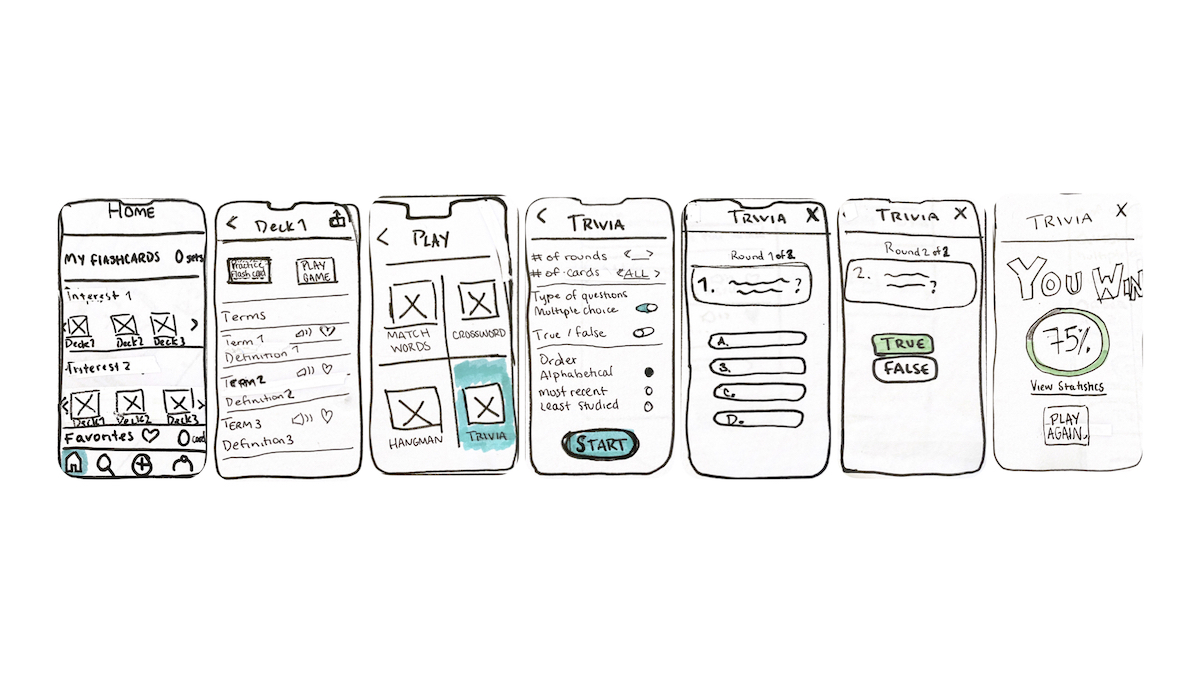 HOME
MY FLASHCARDS 0 sets
Interest 1
Deck1 Deck2 Deck3
Interest 2
Deck1 Deck2 Deck3
Favorites 0 card
Deck 1
Practice flash card
PLAY GAME
Terms
Term 1
Definition 1
TERM 2
Definition 2
TERM 3
Definition 3
PLAY
MATCH WORDS
CROSSWORD
HANGMAN
TRIVIA
TRIVIA
# of rounds < >
# of cards <ALL>
Type of questions
Multiple choice
True / false
Order
Alphabetical
most recent
Least studied
START
TRIVIA X
Round 1 of 2
1. ?
A.
B.
C.
D.
TRIVIA X
Round 2 of 2
2. ?
TRUE
FALSE
TRIVIA X
YOU WIN
75%
View Statistics
PLAY
AGAIN